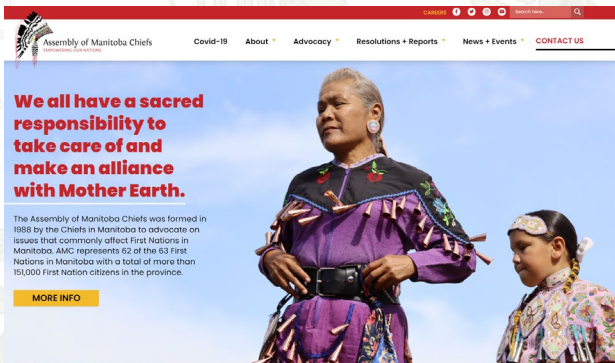 CAREERS
Search here..
Assembly of Manitoba Chiefs
EMPOWERING OUR NATIONS
Covid-19 About Advocacy Resolutions + Reports News + Events CONTACT US
We all have a sacred
responsibility to
take care of and
make an alliance
with Mother Earth.
The Assembly of Manitoba Chiefs was formed in
1988 by the Chiefs in Manitoba to advocate on
issues that commonly affect First Nations in
Manitoba. AMC represents 62 of the 63 First
Nations in Manitoba with a total of more than
151,000 First Nation citizens in the province.
MORE INFO